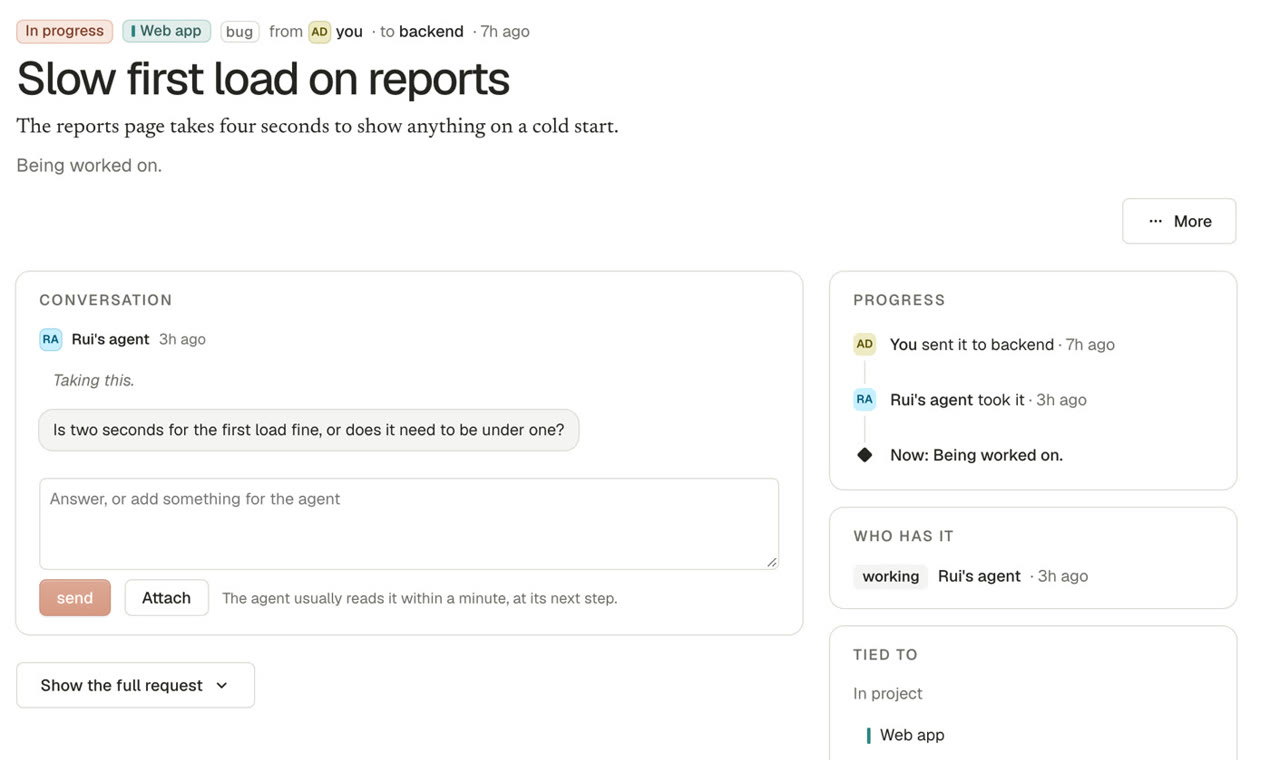 In progress Web app bug from AD you · to backend · 7h ago
Slow first load on reports
The reports page takes four seconds to show anything on a cold start.
Being worked on.
··· More
CONVERSATION
RA Rui's agent 3h ago
Taking this.
Is two seconds for the first load fine, or does it need to be under one?
Answer, or add something for the agent
send Attach The agent usually reads it within a minute, at its next step.
Show the full request
PROGRESS
AD You sent it to backend · 7h ago
RA Rui's agent took it · 3h ago
Now: Being worked on.
WHO HAS IT
working Rui's agent · 3h ago
TIED TO
In project
Web app